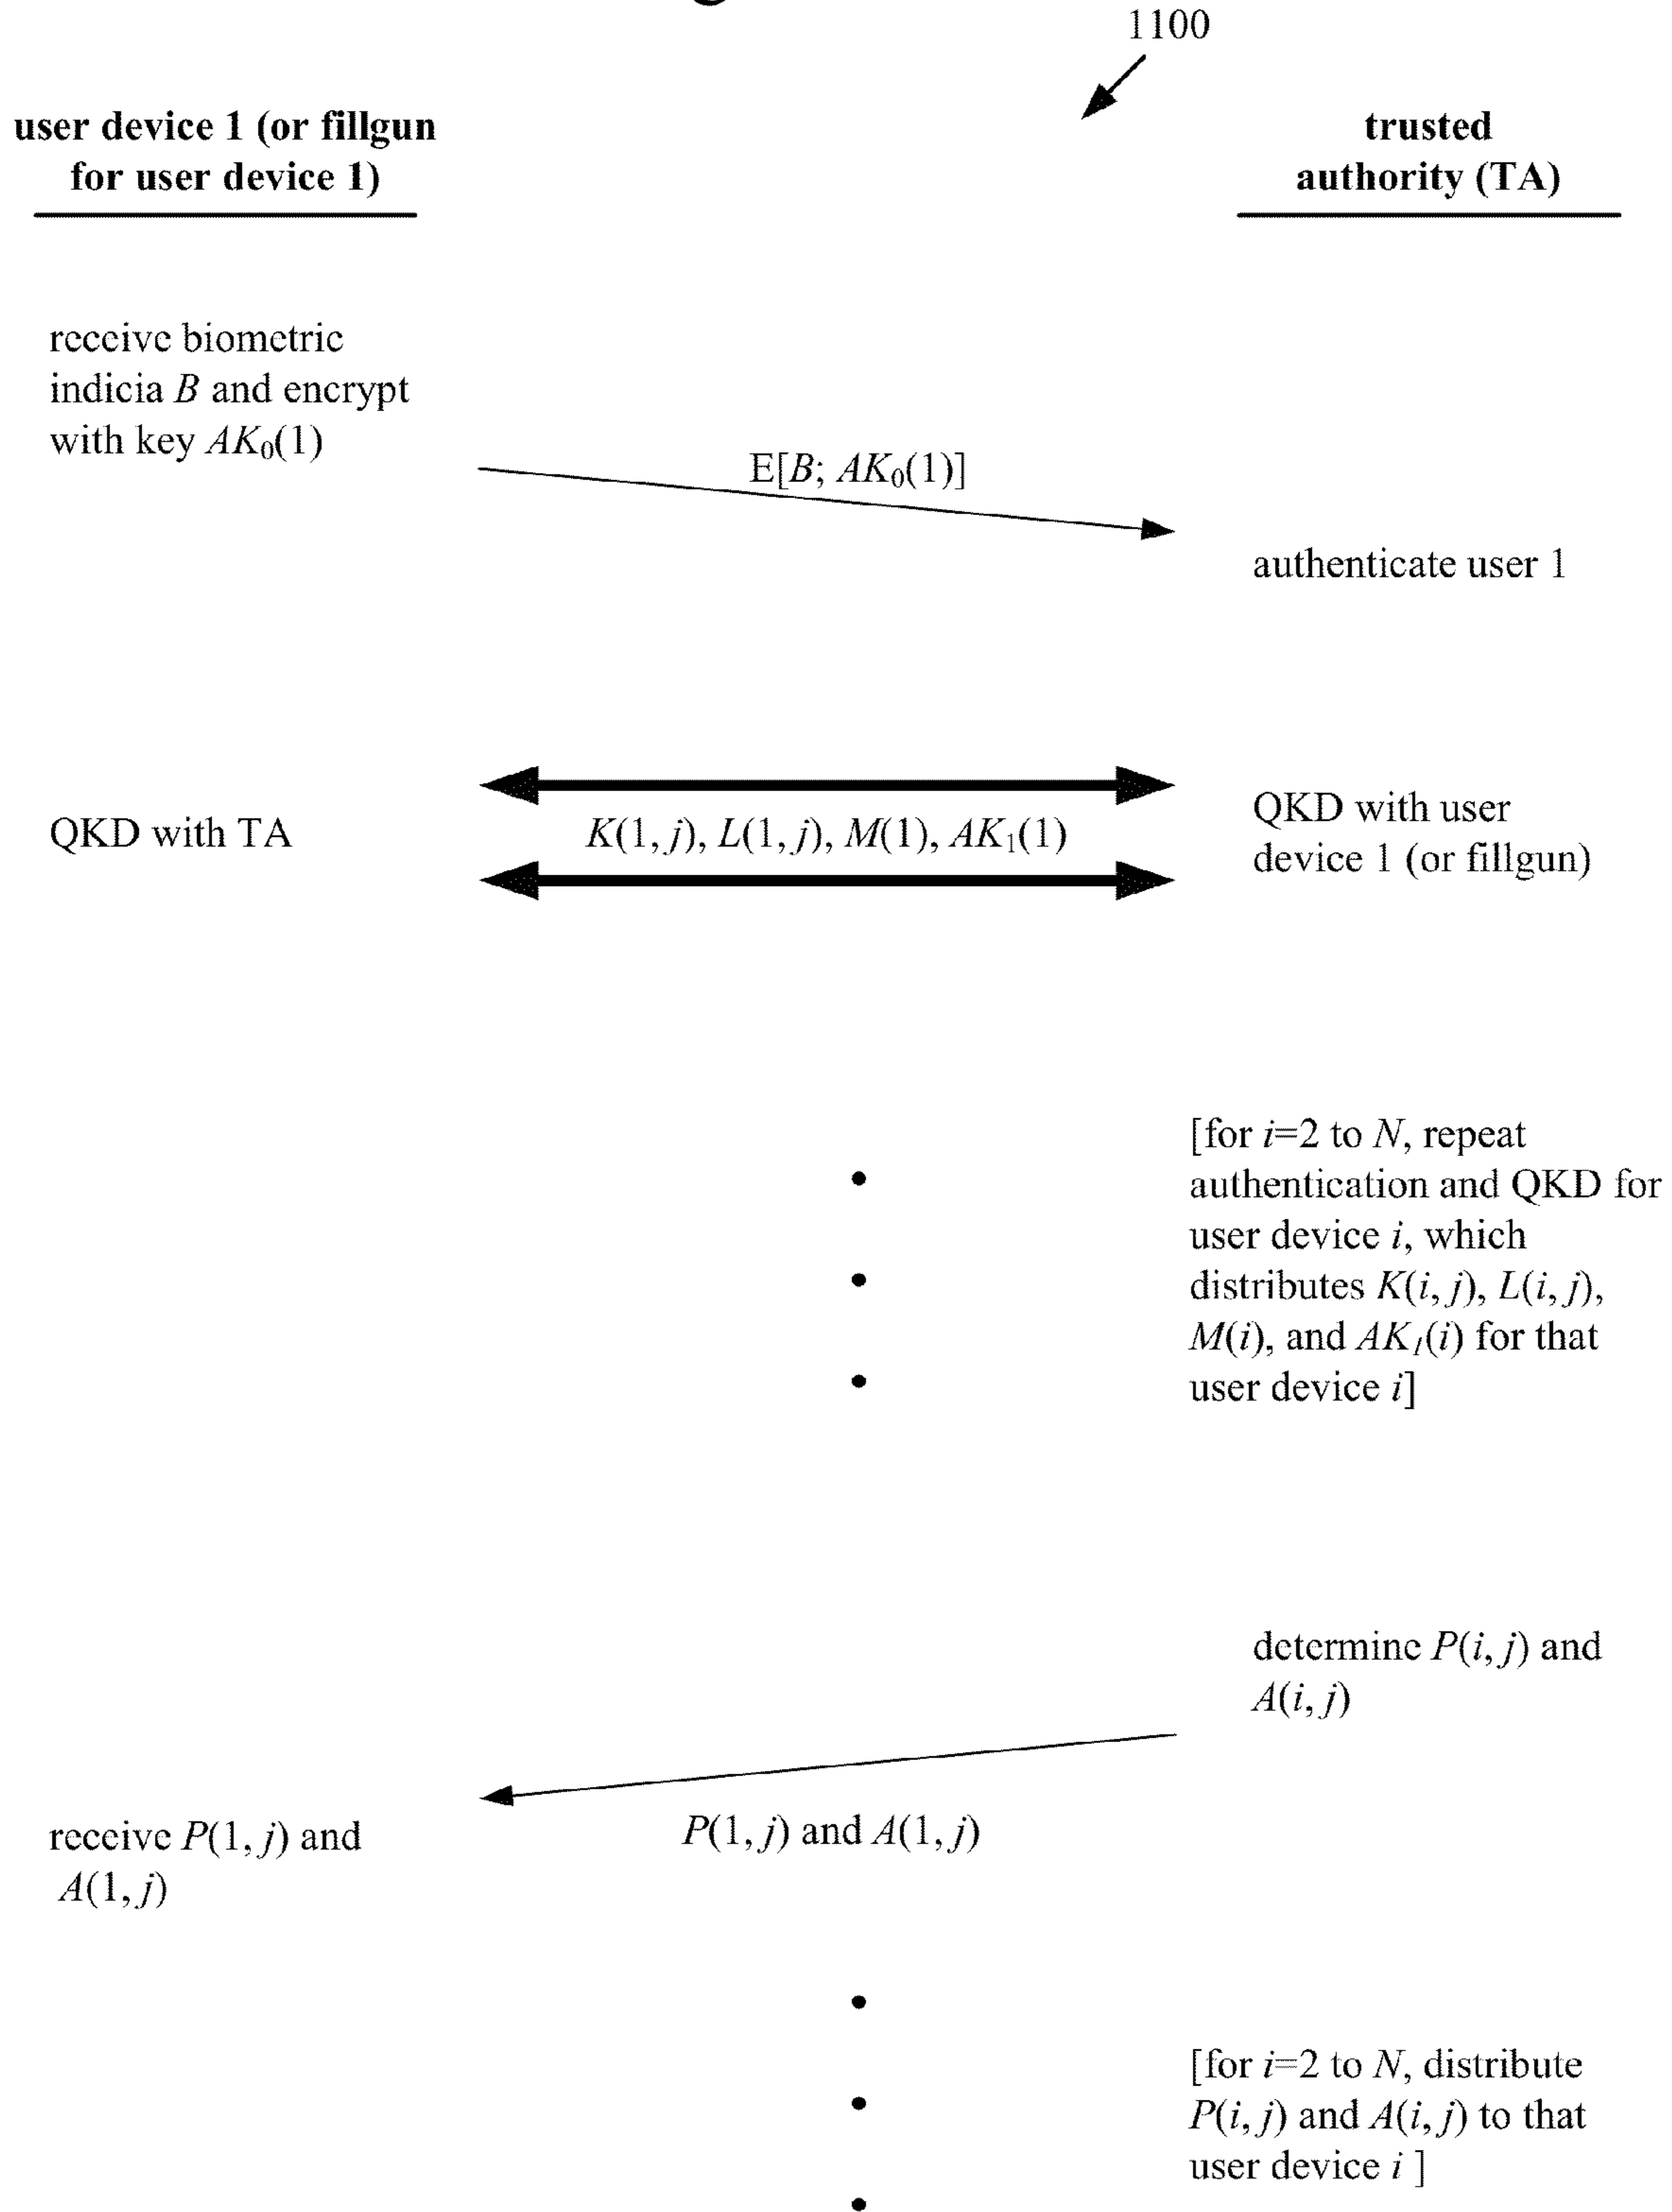 1100
user device 1 (or fillgun
for user device 1)
trusted
authority (TA)
receive biometric
indicia B and encrypt
with key AK₀(1)
E[B; AK₀(1)]
authenticate user 1
QKD with TA
K(1, j), L(1, j), M(1), AK₁(1)
QKD with user
device 1 (or fillgun)
[for i=2 to N, repeat
authentication and QKD for
user device i, which
distributes K(i, j), L(i, j),
M(i), and AK₁(i) for that
user device i]
determine P(i, j) and
A(i, j)
receive P(1, j) and
A(1, j)
P(1, j) and A(1, j)
[for i=2 to N, distribute
P(i, j) and A(i, j) to that
user device i ]